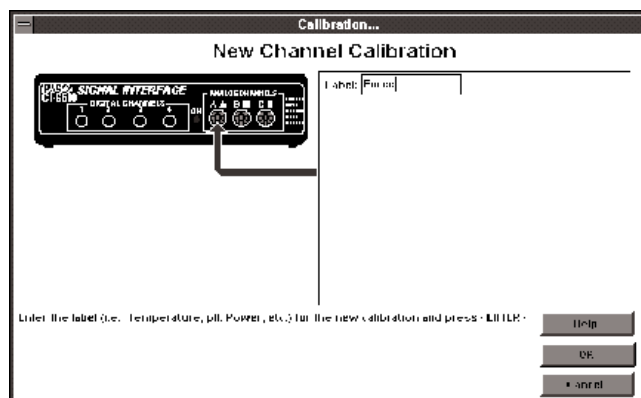 Calibration...
New Channel Calibration
SIGNAL INTERFACE
ANALOG CHANNELS
DIGITAL CHANNELS
1 2 3 4
ON
A B C
Label: Force
Enter the label (i.e. Temperature, pH, Power, etc.) for the new calibration and press <ENTER>
Help
OK
Cancel